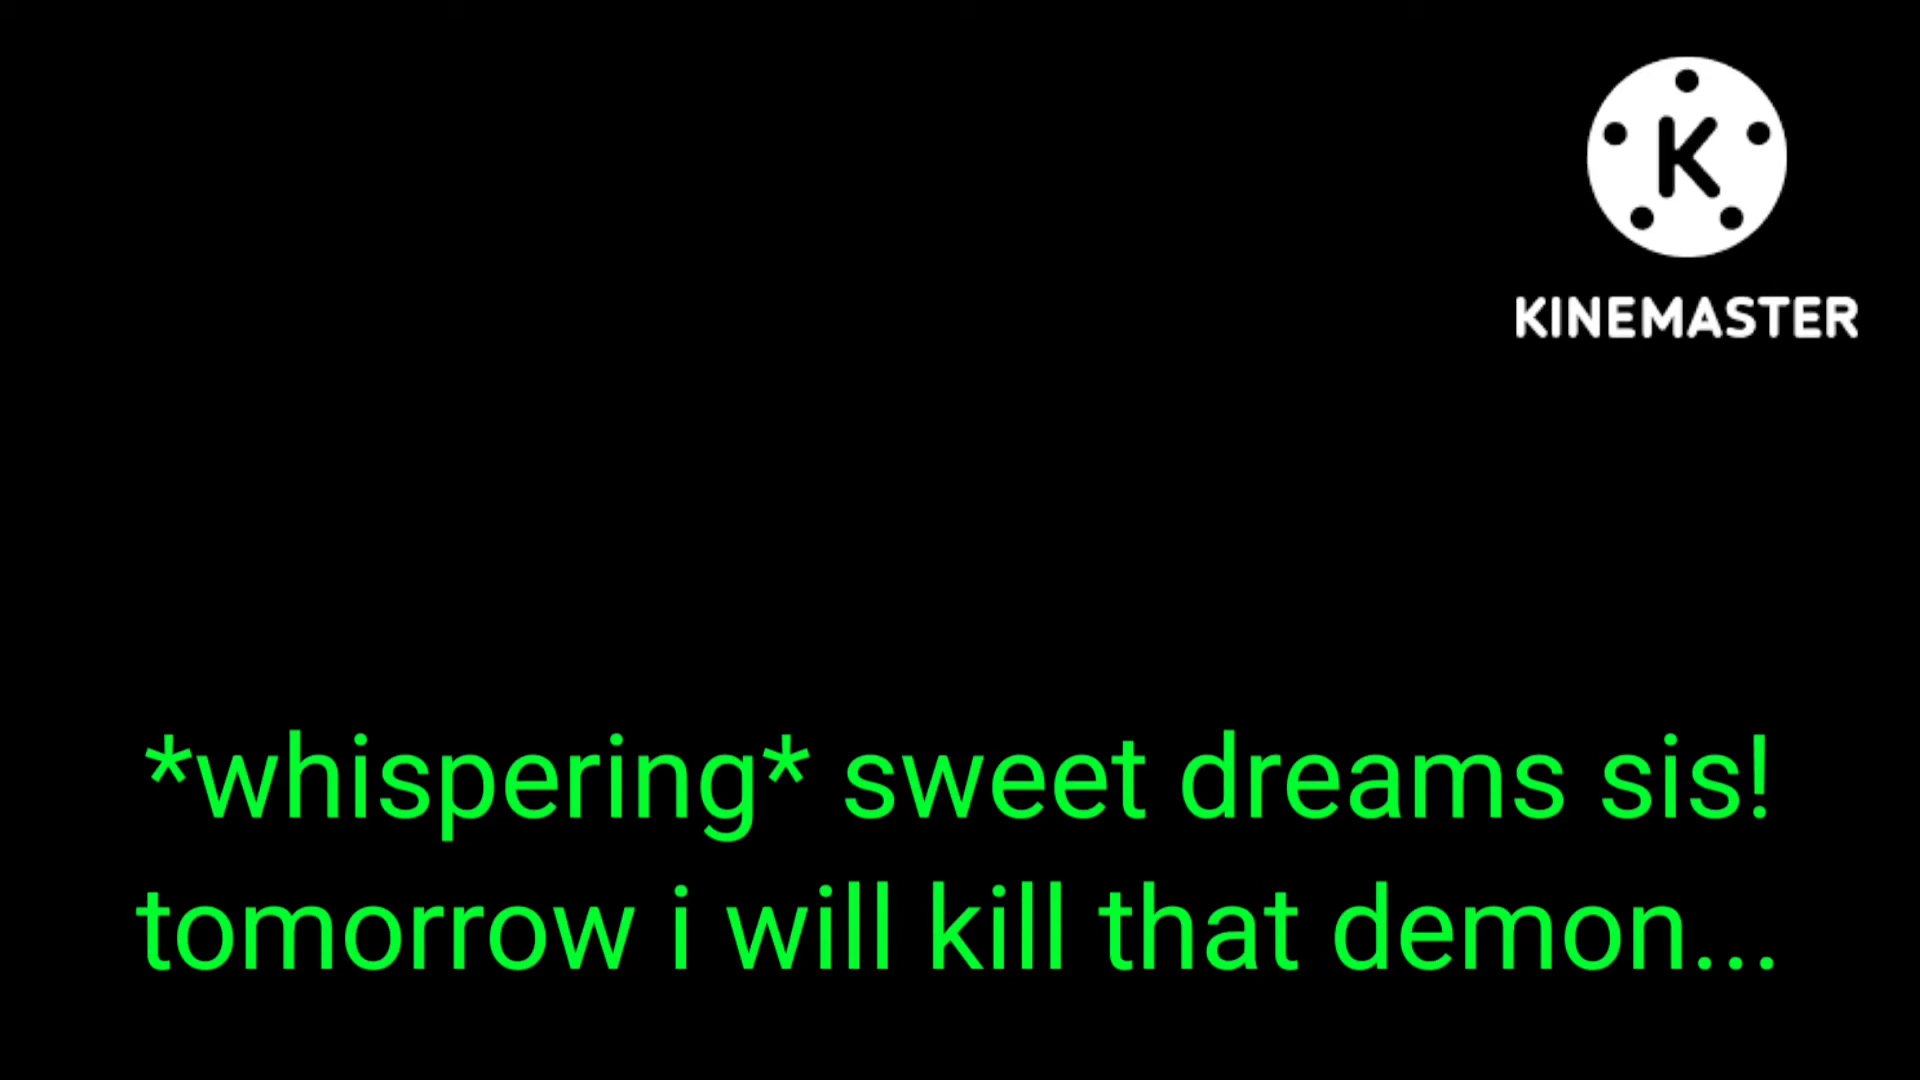 K
KINEMASTER
*whispering* sweet dreams sis!
tomorrow i will kill that demon...